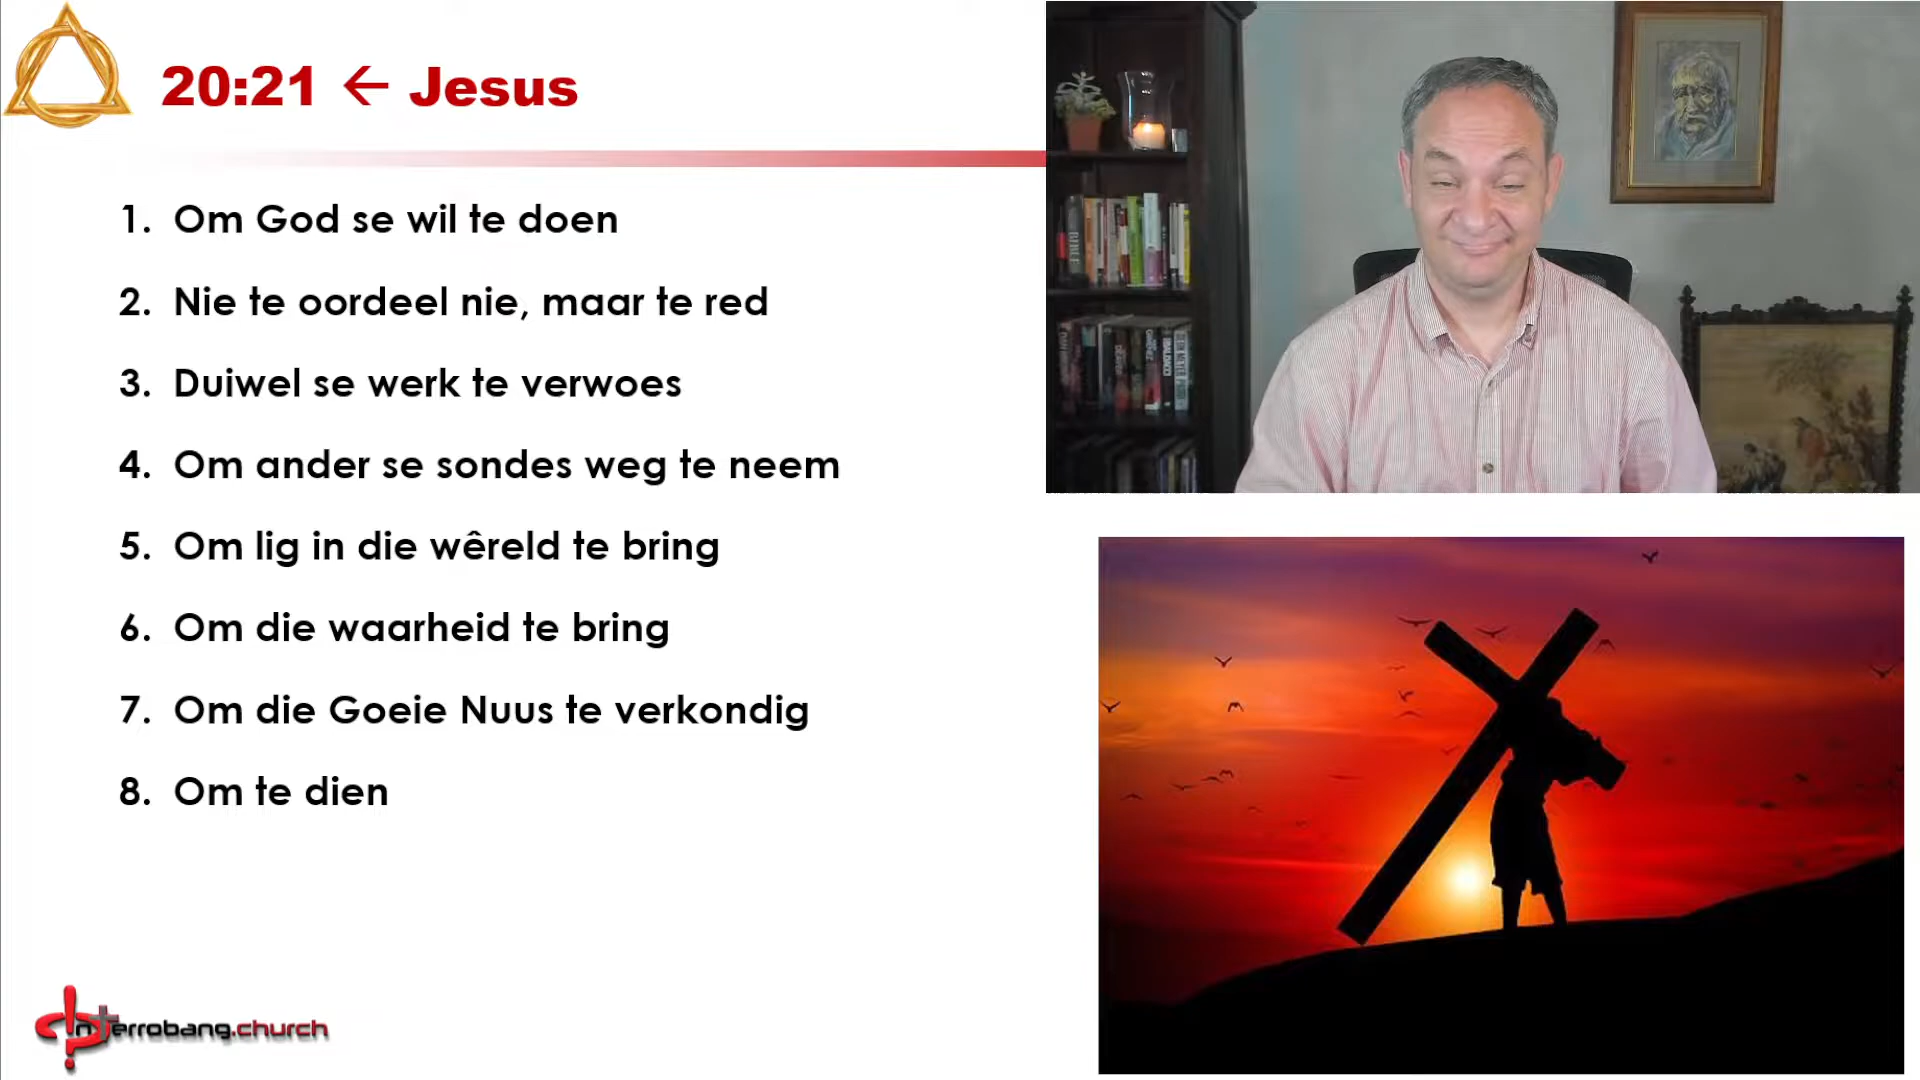 20:21 ← Jesus
1. Om God se wil te doen
2. Nie te oordeel nie, maar te red
3. Duiwel se werk te verwoes
4. Om ander se sondes weg te neem
5. Om lig in die wêreld te bring
6. Om die waarheid te bring
7. Om die Goeie Nuus te verkondig
8. Om te dien
Interrobang.church